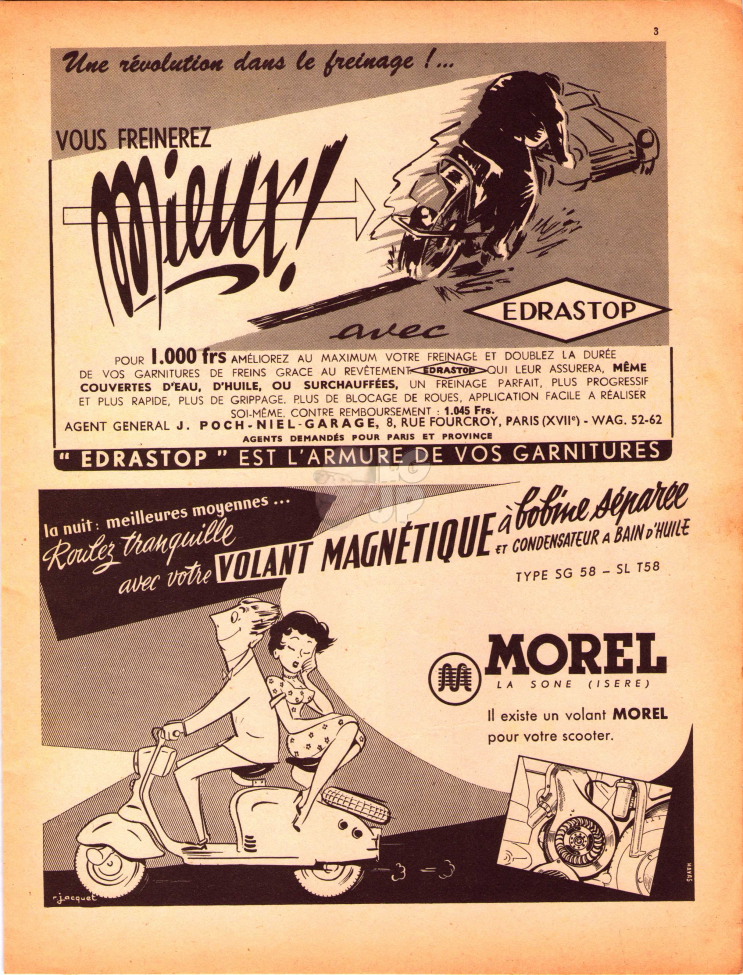 3
Une révolution dans le freinage !...
VOUS FREINEREZ
Mieux!
EDRASTOP
avec
POUR 1.000 frs AMÉLIOREZ AU MAXIMUM VOTRE FREINAGE ET DOUBLEZ LA DURÉE
DE VOS GARNITURES DE FREINS GRACE AU REVÊTEMENT EDRASTOP QUI LEUR ASSURERA, MÊME
COUVERTES D'EAU, D'HUILE, OU SURCHAUFFÉES, UN FREINAGE PARFAIT, PLUS PROGRESSIF
ET PLUS RAPIDE, PLUS DE GRIPPAGE. PLUS DE BLOCAGE DE ROUES, APPLICATION FACILE A RÉALISER
SOI-MÊME. CONTRE REMBOURSEMENT : 1.045 Frs.
AGENT GENERAL J. POCH-NIEL-GARAGE, 8, RUE FOURCROY, PARIS (XVIIᵉ) - WAG. 52-62
AGENTS DEMANDÉS POUR PARIS ET PROVINCE
" EDRASTOP " EST L'ARMURE DE VOS GARNITURES
la nuit : meilleures moyennes ...
Roulez tranquille
avec votre VOLANT MAGNÉTIQUE à bobine séparée
ET CONDENSATEUR A BAIN D'HUILE
TYPE SG 58 – SL T58
MOREL
LA SONE (ISERE)
Il existe un volant MOREL
pour votre scooter.
HAVAS
r. jacquet